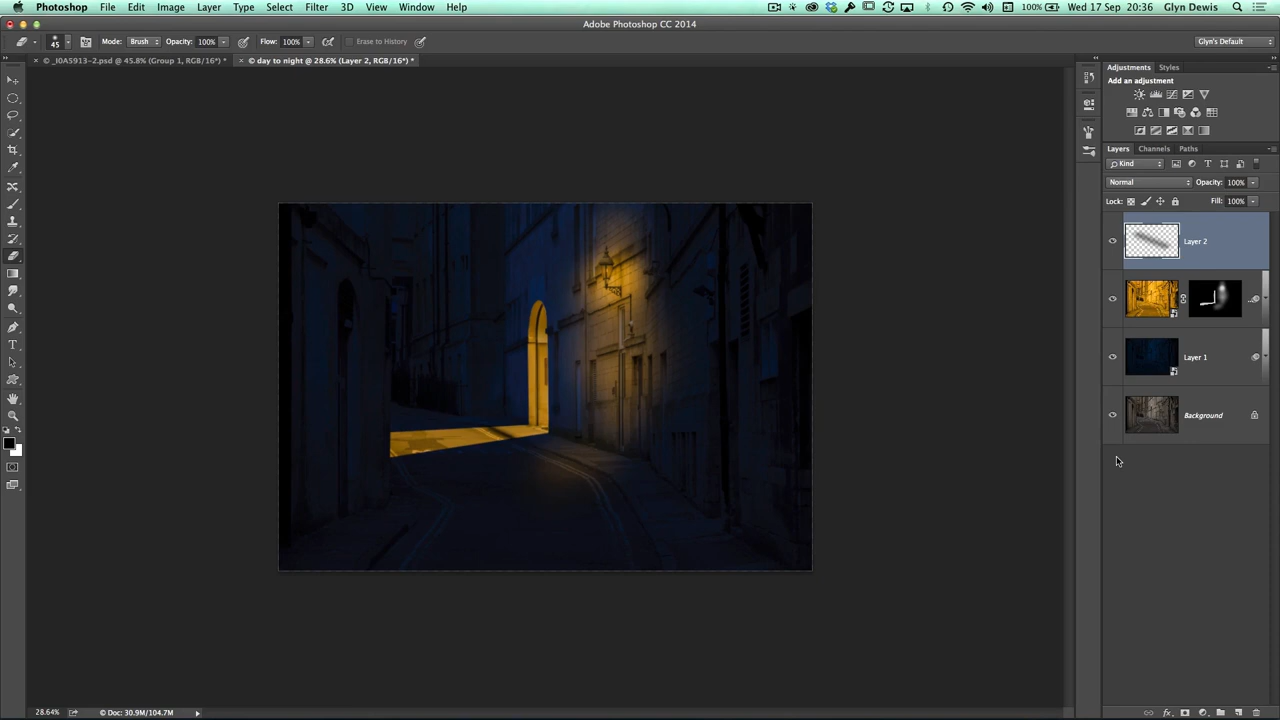 Photoshop File Edit Image Layer Type Select Filter 3D View Window Help 100% Wed 17 Sep 20:36 Glyn Dewis
Adobe Photoshop CC 2014
45 Mode: Brush Opacity: 100% Flow: 100% Erase to History Glyn's Default
× © _I0A5913-2.psd @ 45.8% (Group 1, RGB/16*) * × © day to night @ 28.6% (Layer 2, RGB/16*) *
Adjustments Styles
Add an adjustment
Layers Channels Paths
Kind
Normal Opacity: 100%
Lock: Fill: 100%
Layer 2
Layer 1
Background
28.64% © Doc: 30.9M/104.7M